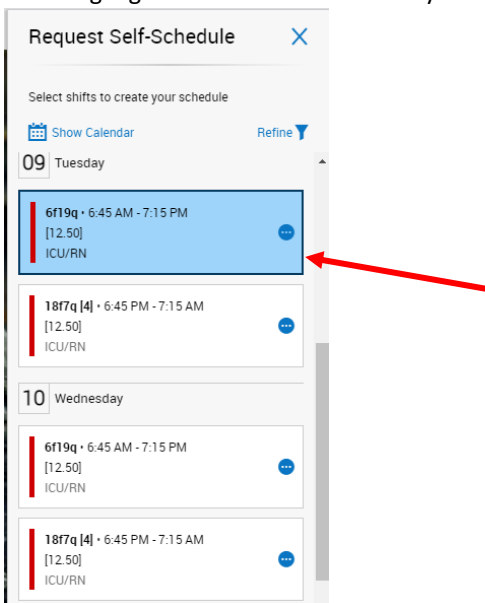 Request Self-Schedule
Select shifts to create your schedule
Show Calendar Refine
09 Tuesday
6f19q • 6:45 AM - 7:15 PM
[12.50]
ICU/RN
18f7q [4] • 6:45 PM - 7:15 AM
[12.50]
ICU/RN
10 Wednesday
6f19q • 6:45 AM - 7:15 PM
[12.50]
ICU/RN
18f7q [4] • 6:45 PM - 7:15 AM
[12.50]
ICU/RN